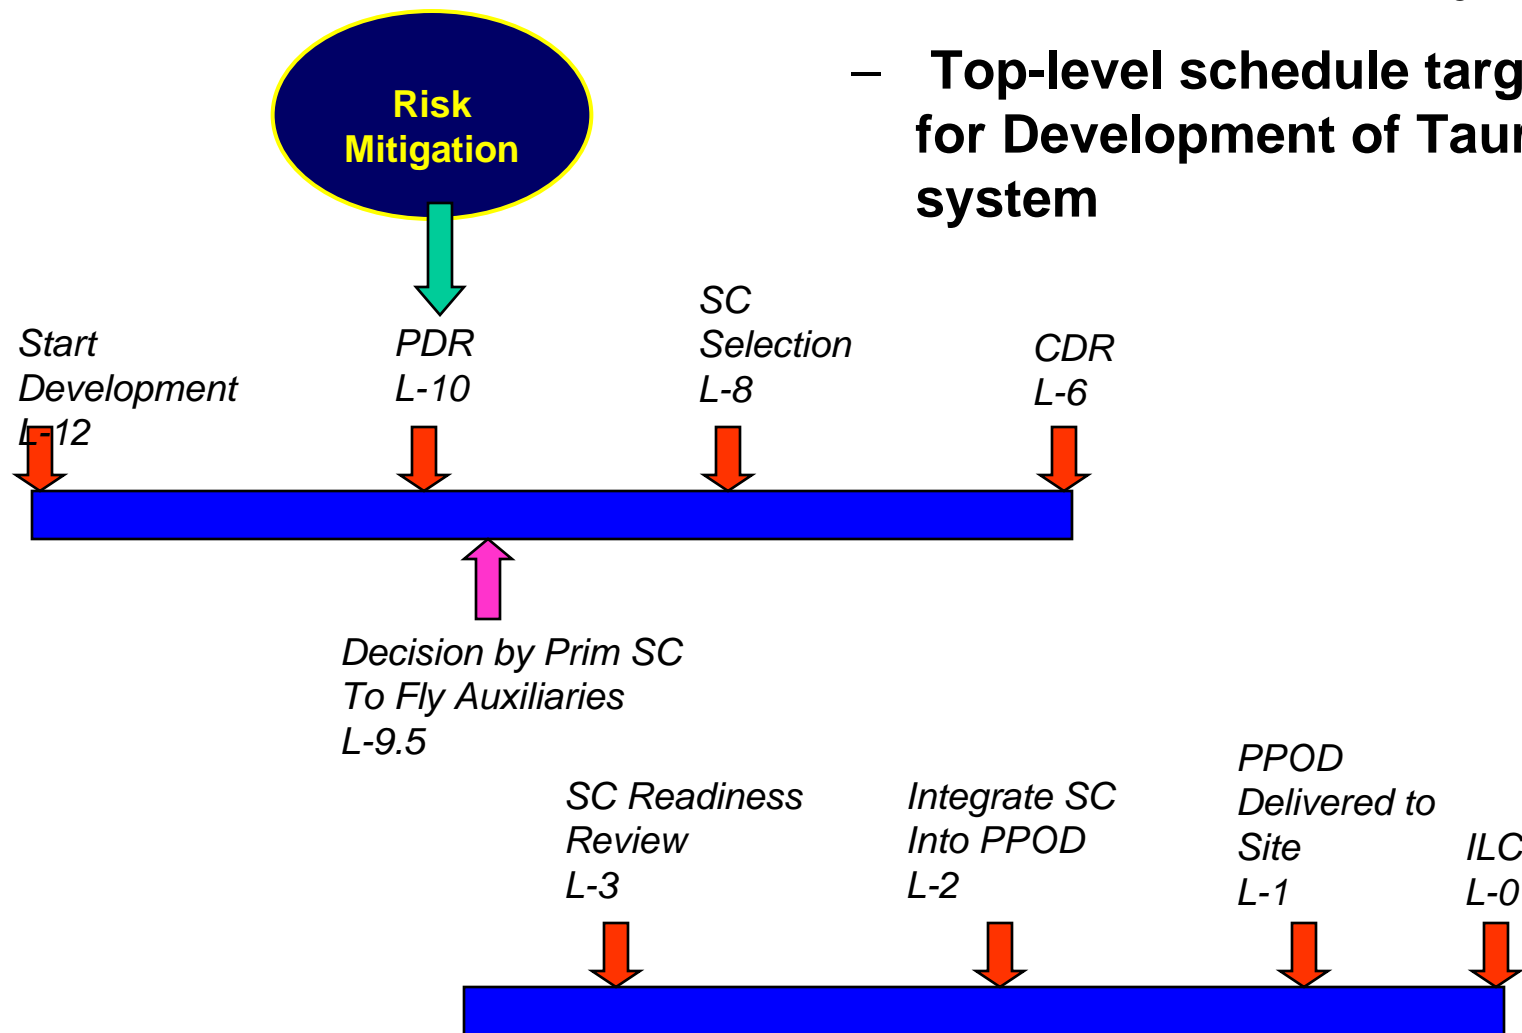 Risk
Mitigation
– Top-level schedule
for Development of
system
Start
Development
L-12
PDR
L-10
SC
Selection
L-8
CDR
L-6
Decision by Prim SC
To Fly Auxiliaries
L-9.5
SC Readiness
Review
L-3
Integrate SC
Into PPOD
L-2
PPOD
Delivered to
Site
L-1
ILC
L-0